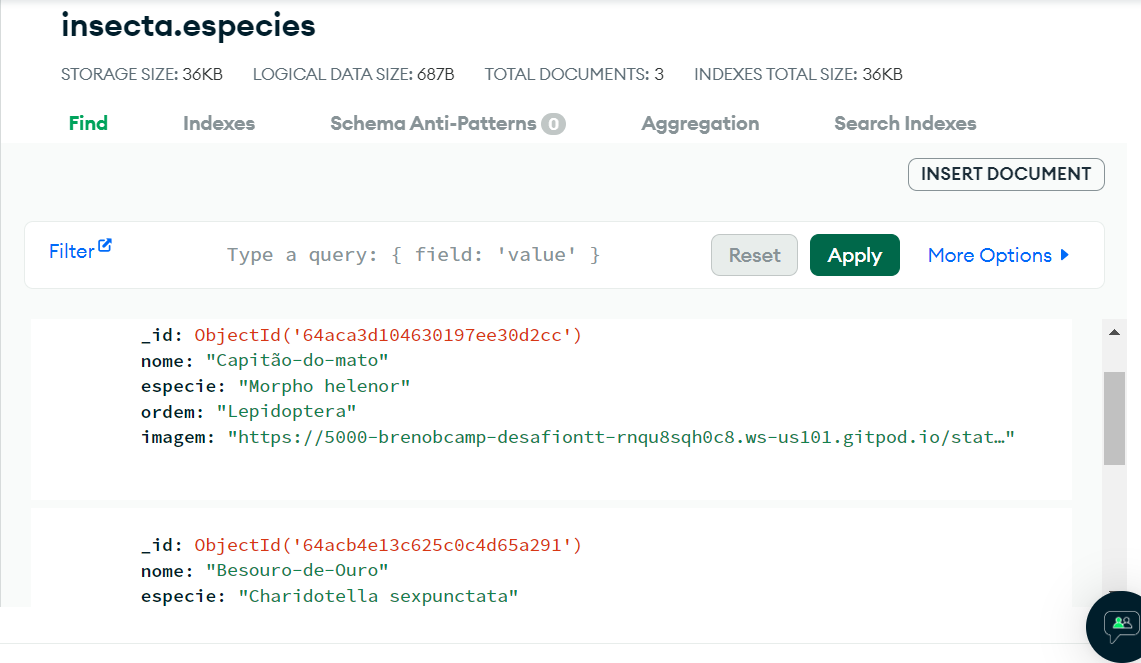 insecta.especies
STORAGE SIZE: 36KB LOGICAL DATA SIZE: 687B TOTAL DOCUMENTS: 3 INDEXES TOTAL SIZE: 36KB
Find Indexes Schema Anti-Patterns 0 Aggregation Search Indexes
INSERT DOCUMENT
Filter Type a query: { field: 'value' } Reset Apply More Options
_id: ObjectId('64aca3d104630197ee30d2cc')
nome: "Capitão-do-mato"
especie: "Morpho helenor"
ordem: "Lepidoptera"
imagem: "https://5000-brenobcamp-desafiontt-rnqu8sqh0c8.ws-us101.gitpod.io/stat…"
_id: ObjectId('64acb4e13c625c0c4d65a291')
nome: "Besouro-de-Ouro"
especie: "Charidotella sexpunctata"